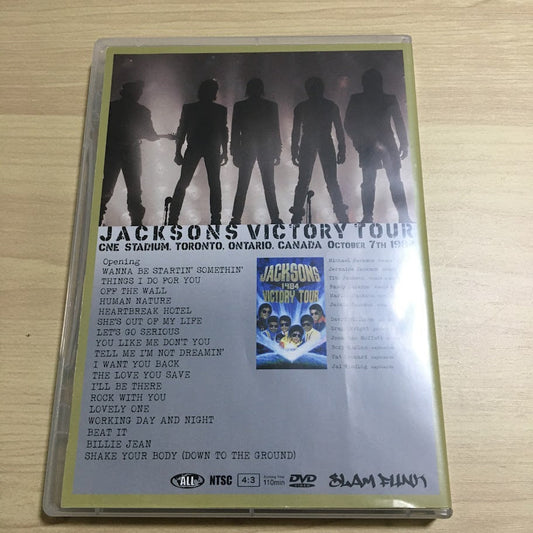 JACKSONS VICTORY TOUR
CNE STADIUM, TORONTO, ONTARIO, CANADA OCTOBER 7TH 1984
Opening
WANNA BE STARTIN' SOMETHIN'
THINGS I DO FOR YOU
OFF THE WALL
HUMAN NATURE
HEARTBREAK HOTEL
SHE'S OUT OF MY LIFE
LET'S GO SERIOUS
YOU LIKE ME DON'T YOU
TELL ME I'M NOT DREAMIN'
I WANT YOU BACK
THE LOVE YOU SAVE
I'LL BE THERE
ROCK WITH YOU
LOVELY ONE
WORKING DAY AND NIGHT
BEAT IT
BILLIE JEAN
SHAKE YOUR BODY (DOWN TO THE GROUND)
JACKSONS
1984
VICTORY TOUR
Michael Jackson
Jermaine Jackson
ALL NTSC 4:3 110min DVD SLAM FUNK